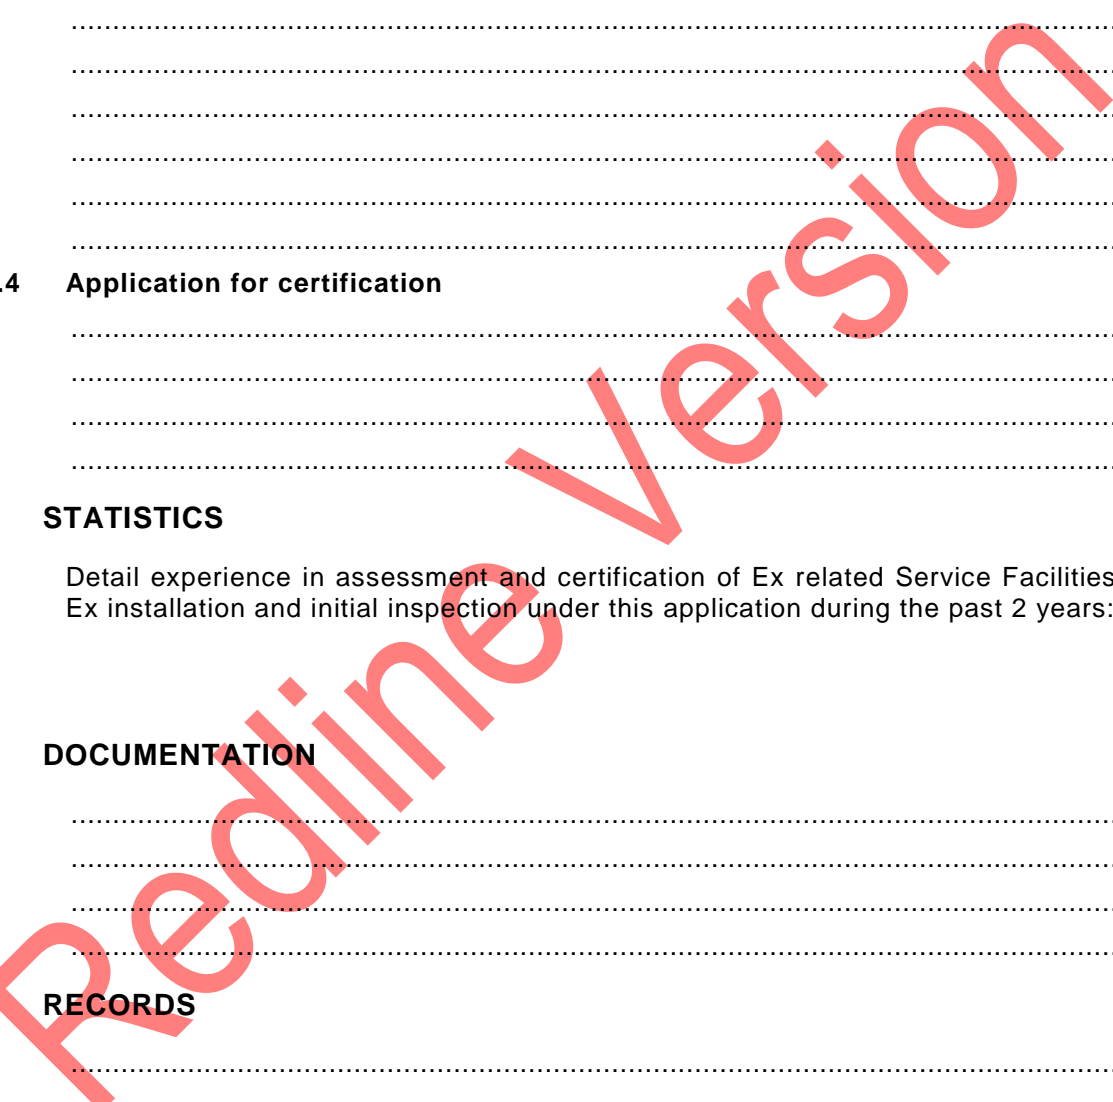 .4 Application for certification
STATISTICS
Detail experience in assessment and certification of Ex related Service Facilities
Ex installation and initial inspection under this application during the past 2 years:
DOCUMENTATION
RECORDS
Redline Version